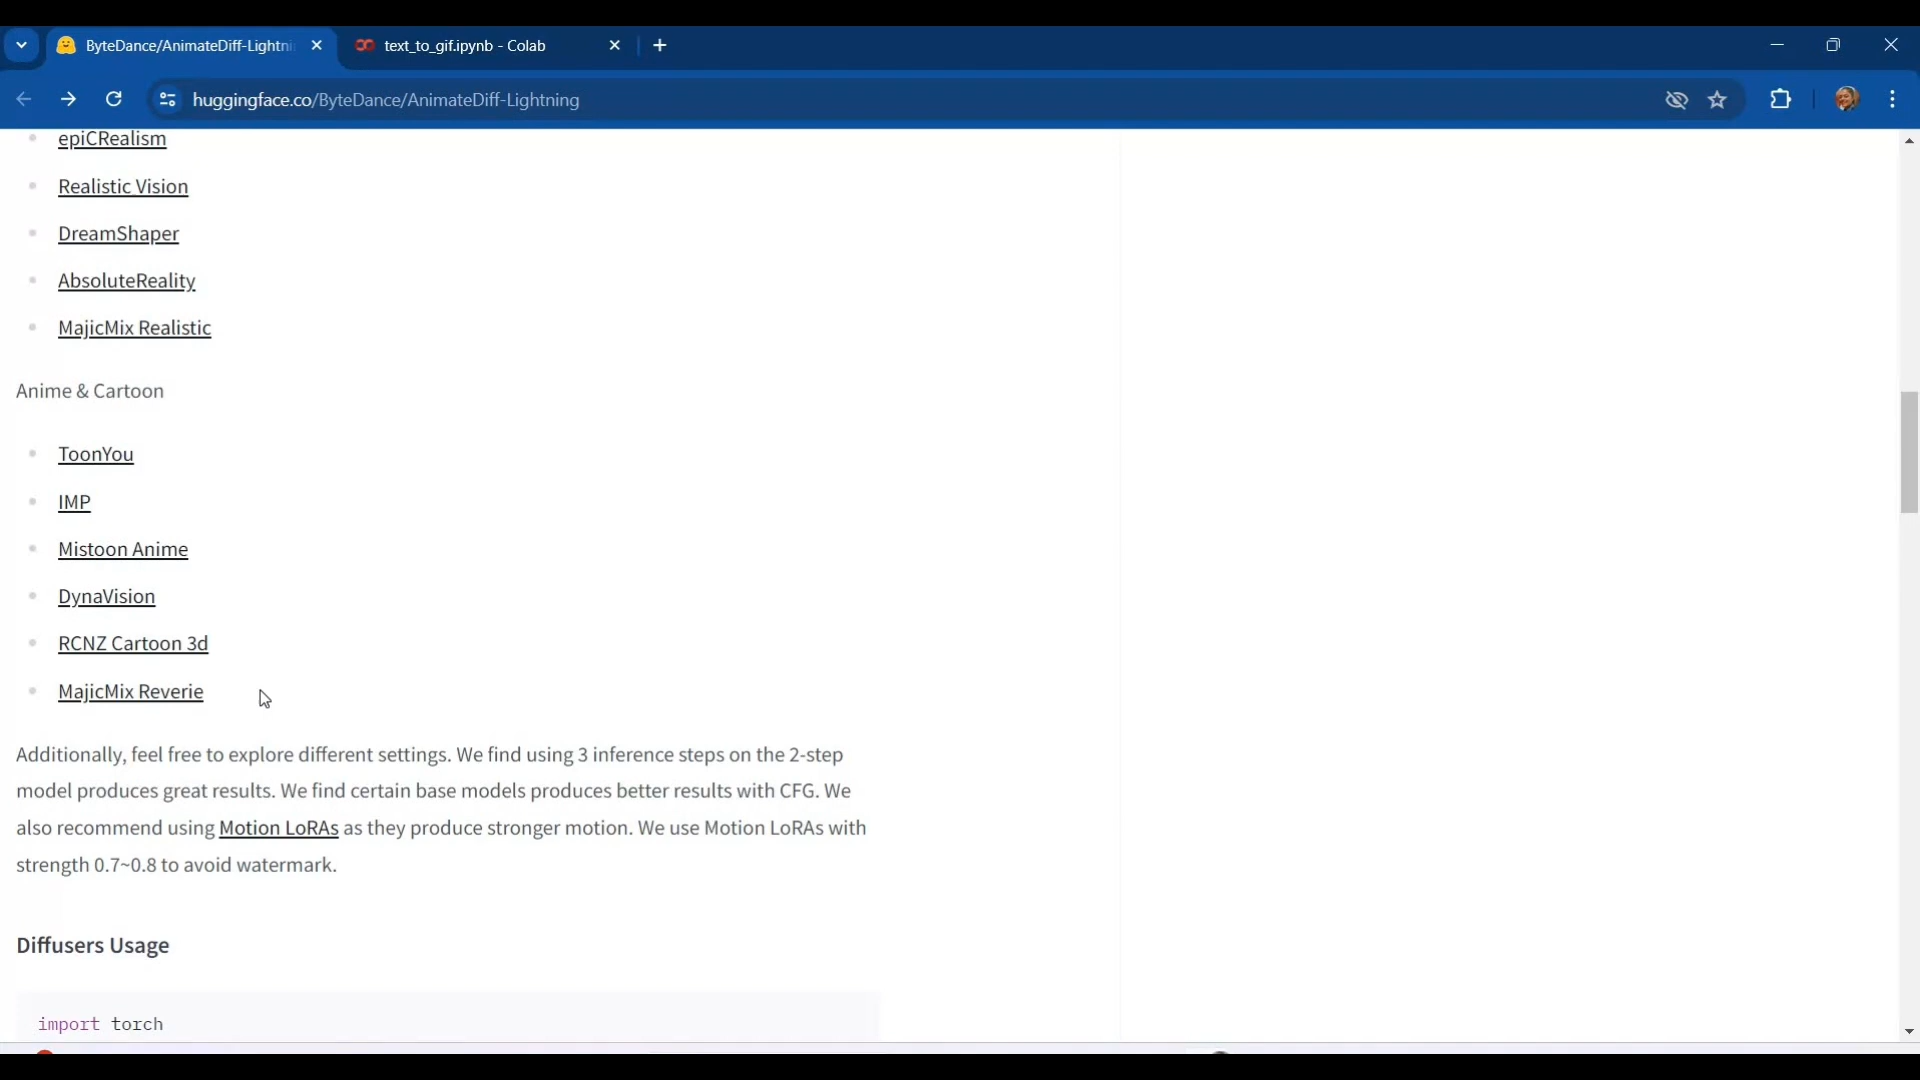 ByteDance/AnimateDiff-Lightni
text_to_gif.ipynb - Colab
huggingface.co/ByteDance/AnimateDiff-Lightning
epiCRealism
Realistic Vision
DreamShaper
AbsoluteReality
MajicMix Realistic
Anime & Cartoon
ToonYou
IMP
Mistoon Anime
DynaVision
RCNZ Cartoon 3d
MajicMix Reverie
Additionally, feel free to explore different settings. We find using 3 inference steps on the 2-step
model produces great results. We find certain base models produces better results with CFG. We
also recommend using Motion LoRAs as they produce stronger motion. We use Motion LoRAs with
strength 0.7~0.8 to avoid watermark.
Diffusers Usage
import torch